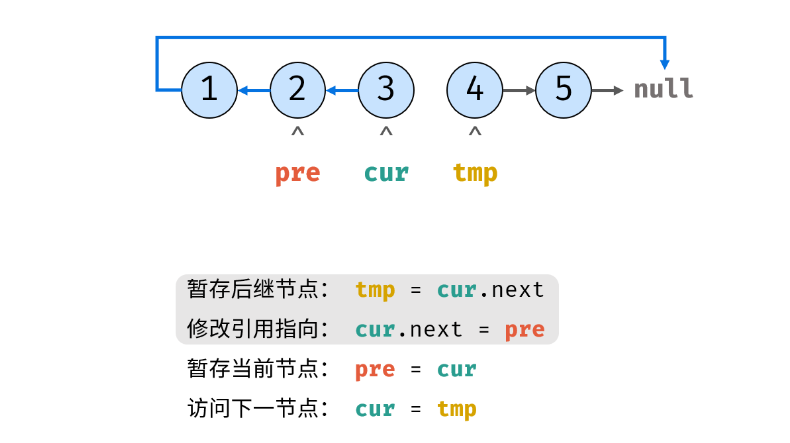 1 2 3 4 5 null
^ ^ ^
pre cur tmp
暂存后继节点： tmp = cur.next
修改引用指向： cur.next = pre
暂存当前节点： pre = cur
访问下一节点： cur = tmp